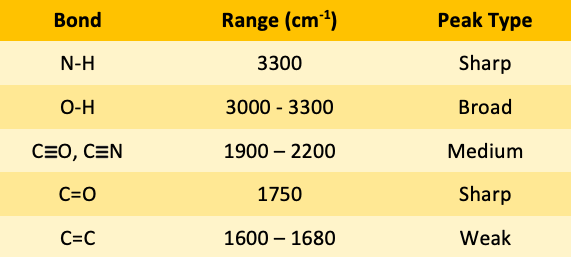 Bond Range (cm⁻¹) Peak Type
N-H 3300 Sharp
O-H 3000 - 3300 Broad
C≡O, C≡N 1900 – 2200 Medium
C=O 1750 Sharp
C=C 1600 – 1680 Weak